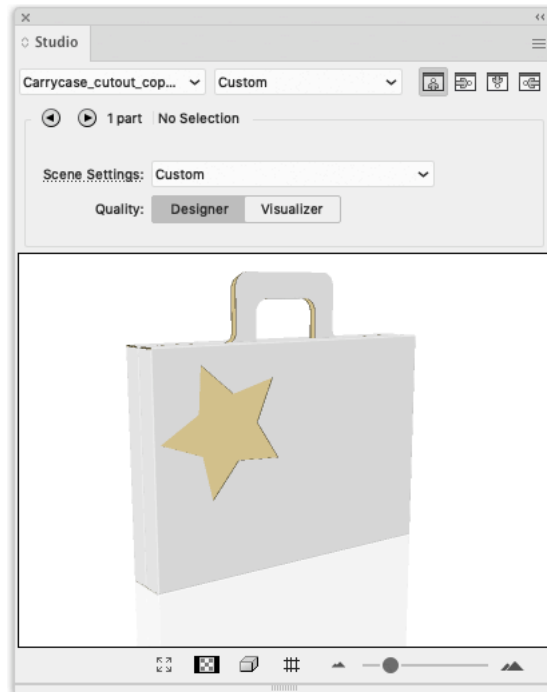 Studio
Carrycase_cutout_cop... Custom
1 part No Selection
Scene Settings: Custom
Quality: Designer Visualizer